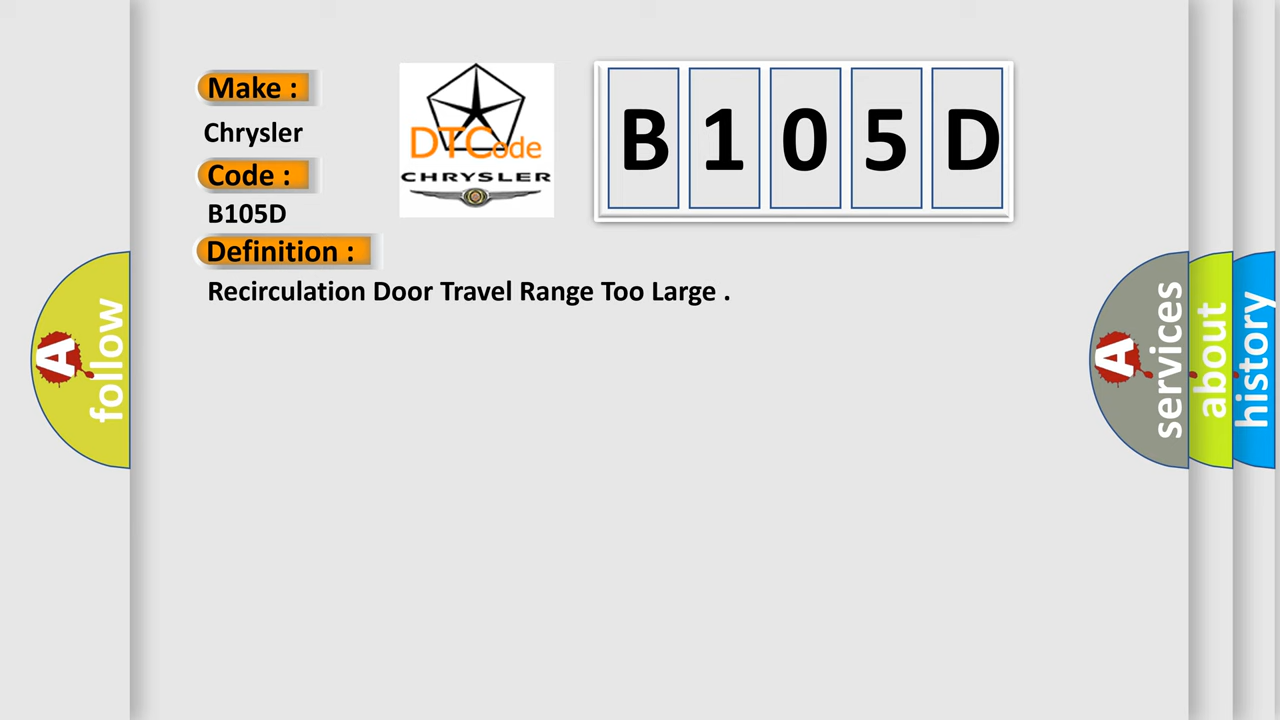 Make :
Chrysler
Code :
B105D
Definition :
Recirculation Door Travel Range Too Large .
DTCode
CHRYSLER
B 1 0 5 D
A follow
A services
about
history